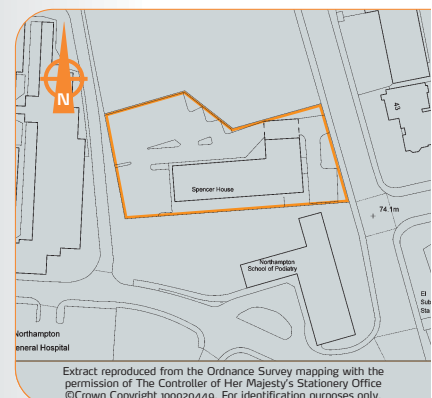 N
43
Spencer House
74.1m
Northampton
School of Podiatry
El
Sub
Sta
Northampton
eneral Hospital
Extract reproduced from the Ordnance Survey mapping with the
permission of The Controller of Her Majesty's Stationery Office
©Crown Copyright 100020449. For identification purposes only.